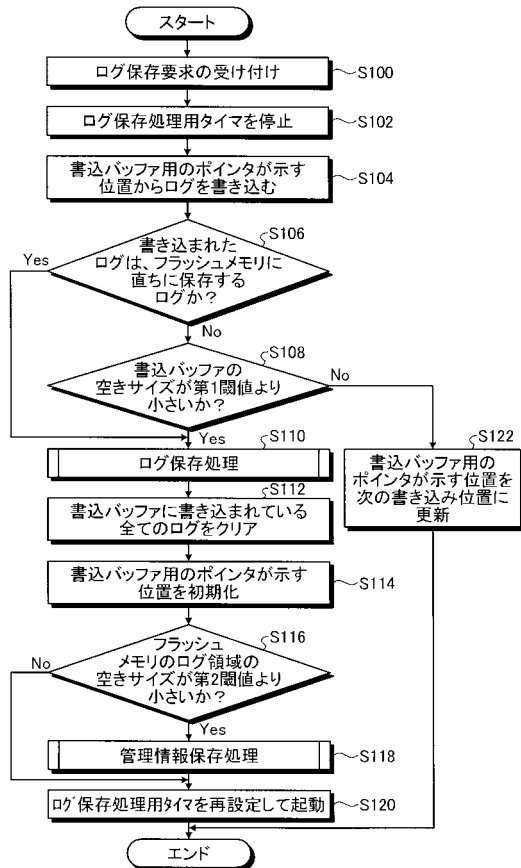 スタート
ログ保存要求の受け付け
S100
ログ保存処理用タイマを停止
S102
書込バッファ用のポインタが示す
位置からログを書き込む
S104
S106
書き込まれた
ログは、フラッシュメモリに
直ちに保存する
ログか?
Yes
No
S108
書込バッファの
空きサイズが第1閾値より
小さいか?
No
Yes
S110
ログ保存処理
S122
書込バッファ用の
ポインタが示す位置を
次の書き込み位置に
更新
S112
書込バッファに書き込まれている
全てのログをクリア
書込バッファ用のポインタが示す
位置を初期化
S114
S116
フラッシュ
メモリのログ領域の
空きサイズが第2閾値より
小さいか?
No
Yes
管理情報保存処理
S118
ログ保存処理用タイマを再設定して起動
S120
エンド